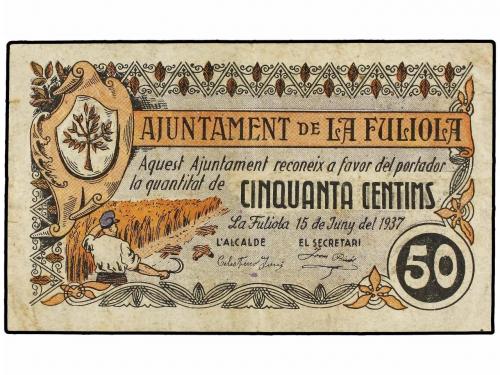 AJUNTAMENT DE LA FULIOLA
Aquest Ajuntament reconeix a favor del portador
la quantitat de CINQUANTA CENTIMS
La Fuliola 15 de Juny del 1937
L'ALCALDE EL SECRETARI
50